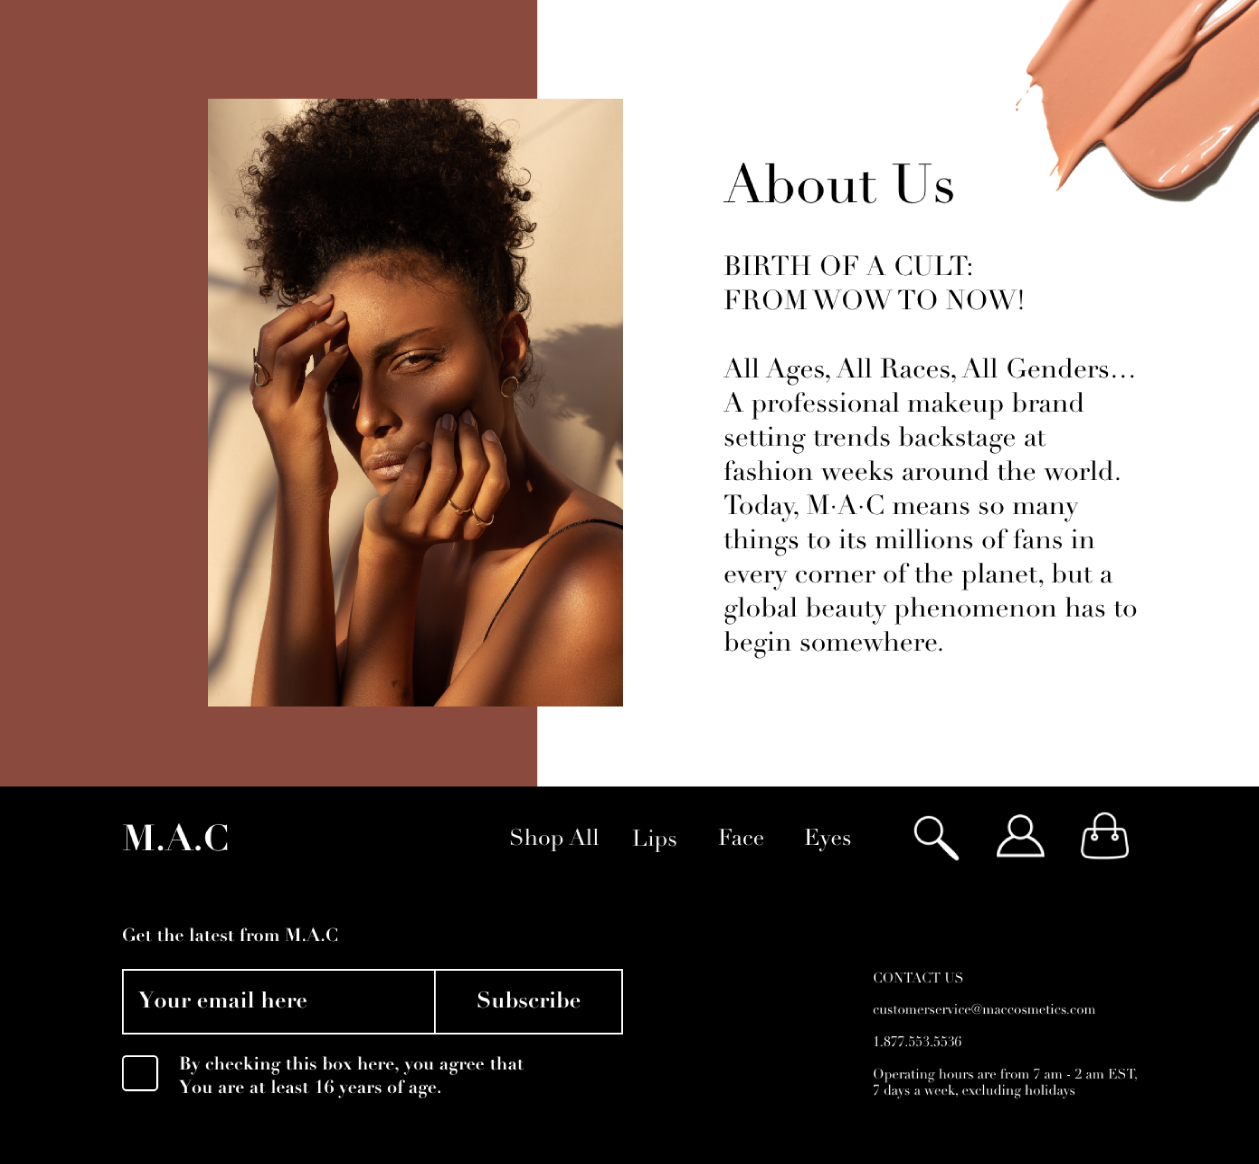 About Us
BIRTH OF A CULT:
FROM WOW TO NOW!
All Ages, All Races, All Genders…
A professional makeup brand
setting trends backstage at
fashion weeks around the world.
Today, M·A·C means so many
things to its millions of fans in
every corner of the planet, but a
global beauty phenomenon has to
begin somewhere.
M.A.C
Shop All
Lips
Face
Eyes
Get the latest from M.A.C
Your email here
Subscribe
By checking this box here, you agree that
You are at least 16 years of age.
CONTACT US
customerservice@maccosmetics.com
1.877.553.5536
Operating hours are from 7 am - 2 am EST,
7 days a week, excluding holidays